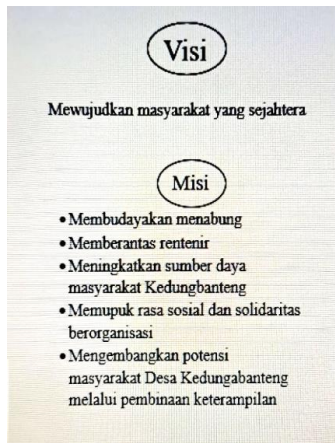 Visi
Mewujudkan masyarakat yang sejahtera
Misi
• Membudayakan menabung
• Memberantas rentenir
• Meningkatkan sumber daya
masyarakat Kedungbanteng
• Memupuk rasa sosial dan solidaritas
berorganisasi
• Mengembangkan potensi
masyarakat Desa Kedungabanteng
melalui pembinaan keterampilan